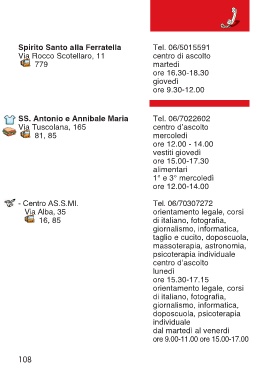 Spirito Santo alla Ferratella
Via Rocco Scotellaro, 11
779
Tel. 06/5015591
centro di ascolto
martedì
ore 16.30-18.30
giovedì
ore 9.30-12.00
SS. Antonio e Annibale Maria
Via Tuscolana, 165
81, 85
Tel. 06/7022602
centro d'ascolto
mercoledì
ore 12.00 - 14.00
vestiti giovedì
ore 15.00-17.30
alimentari
1° e 3° mercoledì
ore 12.00-14.00
- Centro AS.S.MI.
Via Alba, 35
16, 85
Tel. 06/70307272
orientamento legale, corsi
di italiano, fotografia,
giornalismo, informatica,
taglio e cucito, doposcuola,
massoterapia, astronomia,
psicoterapia individuale
centro d'ascolto
lunedì
ore 15.30-17.15
orientamento legale, corsi
di italiano, fotografia,
giornalismo, informatica,
doposcuola, psicoterapia
individuale
dal martedì al venerdì
ore 9.00-11.00 ore 15.00-17.00
108